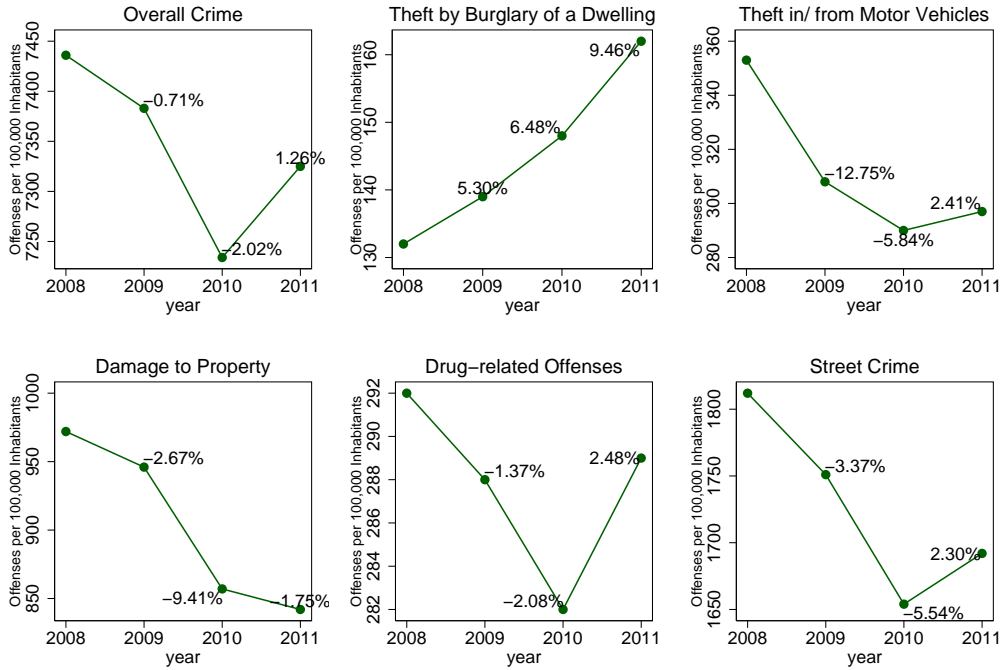 Overall Crime
Offenses per 100,000 Inhabitants
7450
7400
7350
7300
7250
−0.71%
−2.02%
1.26%
2008 2009 2010 2011
year
Theft by Burglary of a Dwelling
Offenses per 100,000 Inhabitants
160
150
140
130
5.30%
6.48%
9.46%
2008 2009 2010 2011
year
Theft in/ from Motor Vehicles
Offenses per 100,000 Inhabitants
360
340
320
300
280
−12.75%
−5.84%
2.41%
2008 2009 2010 2011
year
Damage to Property
Offenses per 100,000 Inhabitants
1000
950
900
850
−2.67%
−9.41%
−1.75%
2008 2009 2010 2011
year
Drug−related Offenses
Offenses per 100,000 Inhabitants
292
290
288
286
284
282
−1.37%
−2.08%
2.48%
2008 2009 2010 2011
year
Street Crime
Offenses per 100,000 Inhabitants
1800
1750
1700
1650
−3.37%
−5.54%
2.30%
2008 2009 2010 2011
year